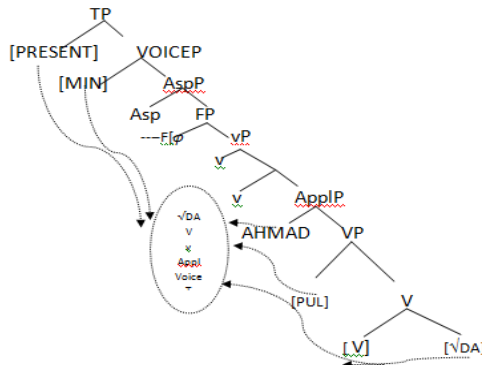 TP
[PRESENT] VOICEP
[MIN] AspP
Asp FP
---F[φ vP
v
v ApplP
AHMAD VP
√DA
V
v
Appl
Voice
T
[PUL] V
[ V] [√DA]